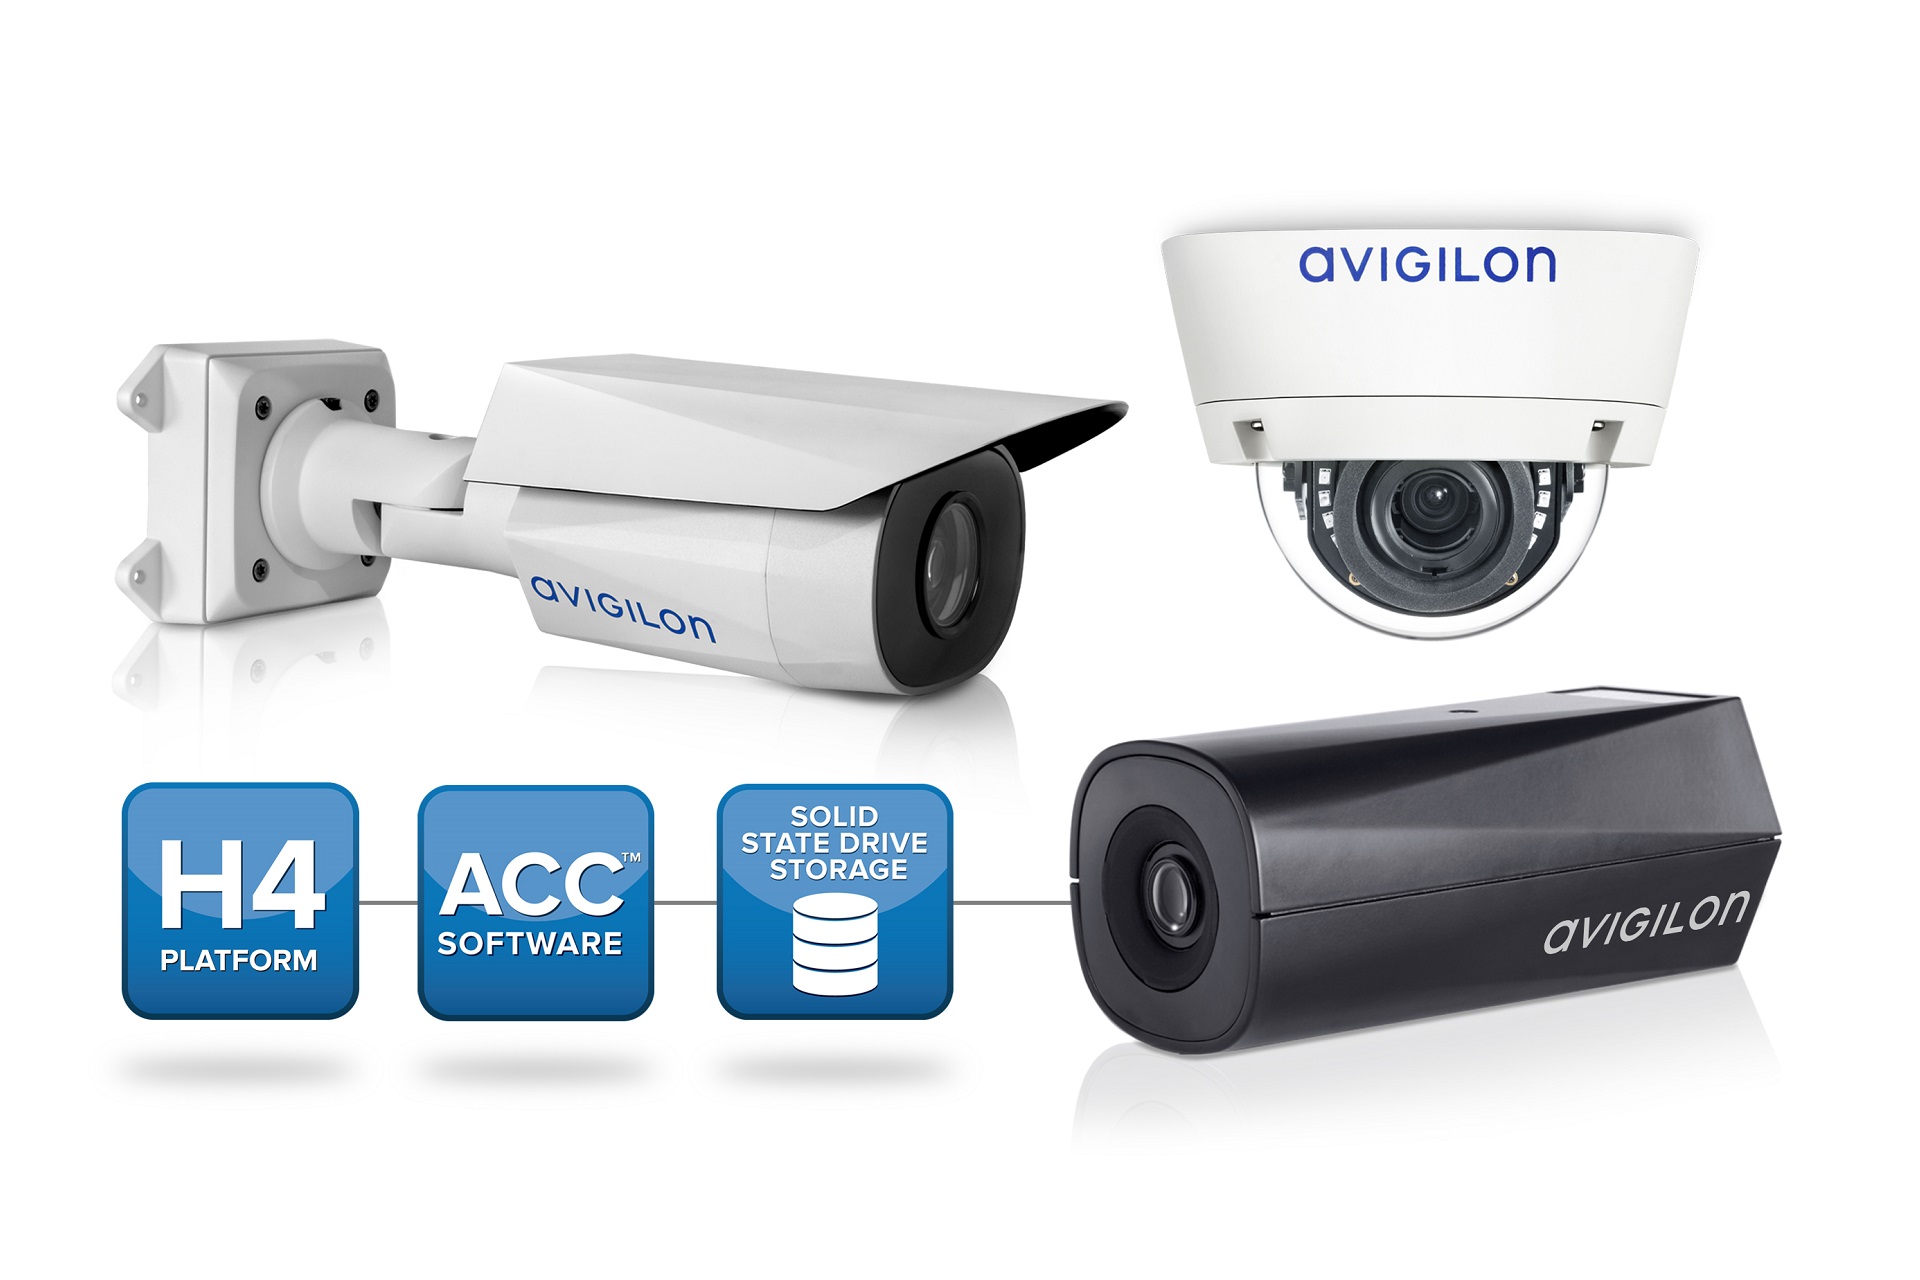 avigilon
avigilon
H4
PLATFORM
ACC™
SOFTWARE
SOLID
STATE DRIVE
STORAGE
avigilon